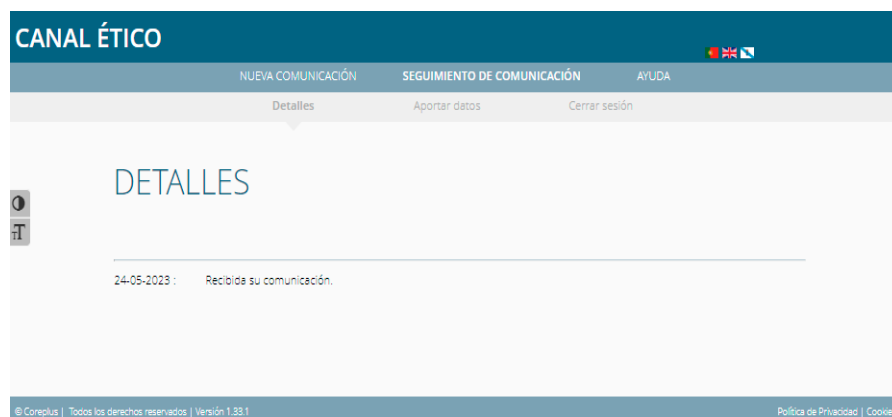 CANAL ÉTICO
NUEVA COMUNICACIÓN SEGUIMIENTO DE COMUNICACIÓN AYUDA
Detalles Aportar datos Cerrar sesión
DETALLES
24-05-2023 : Recibida su comunicación.
© Coreplus | Todos los derechos reservados | Versión 1.33.1 Política de Privacidad | Cookie